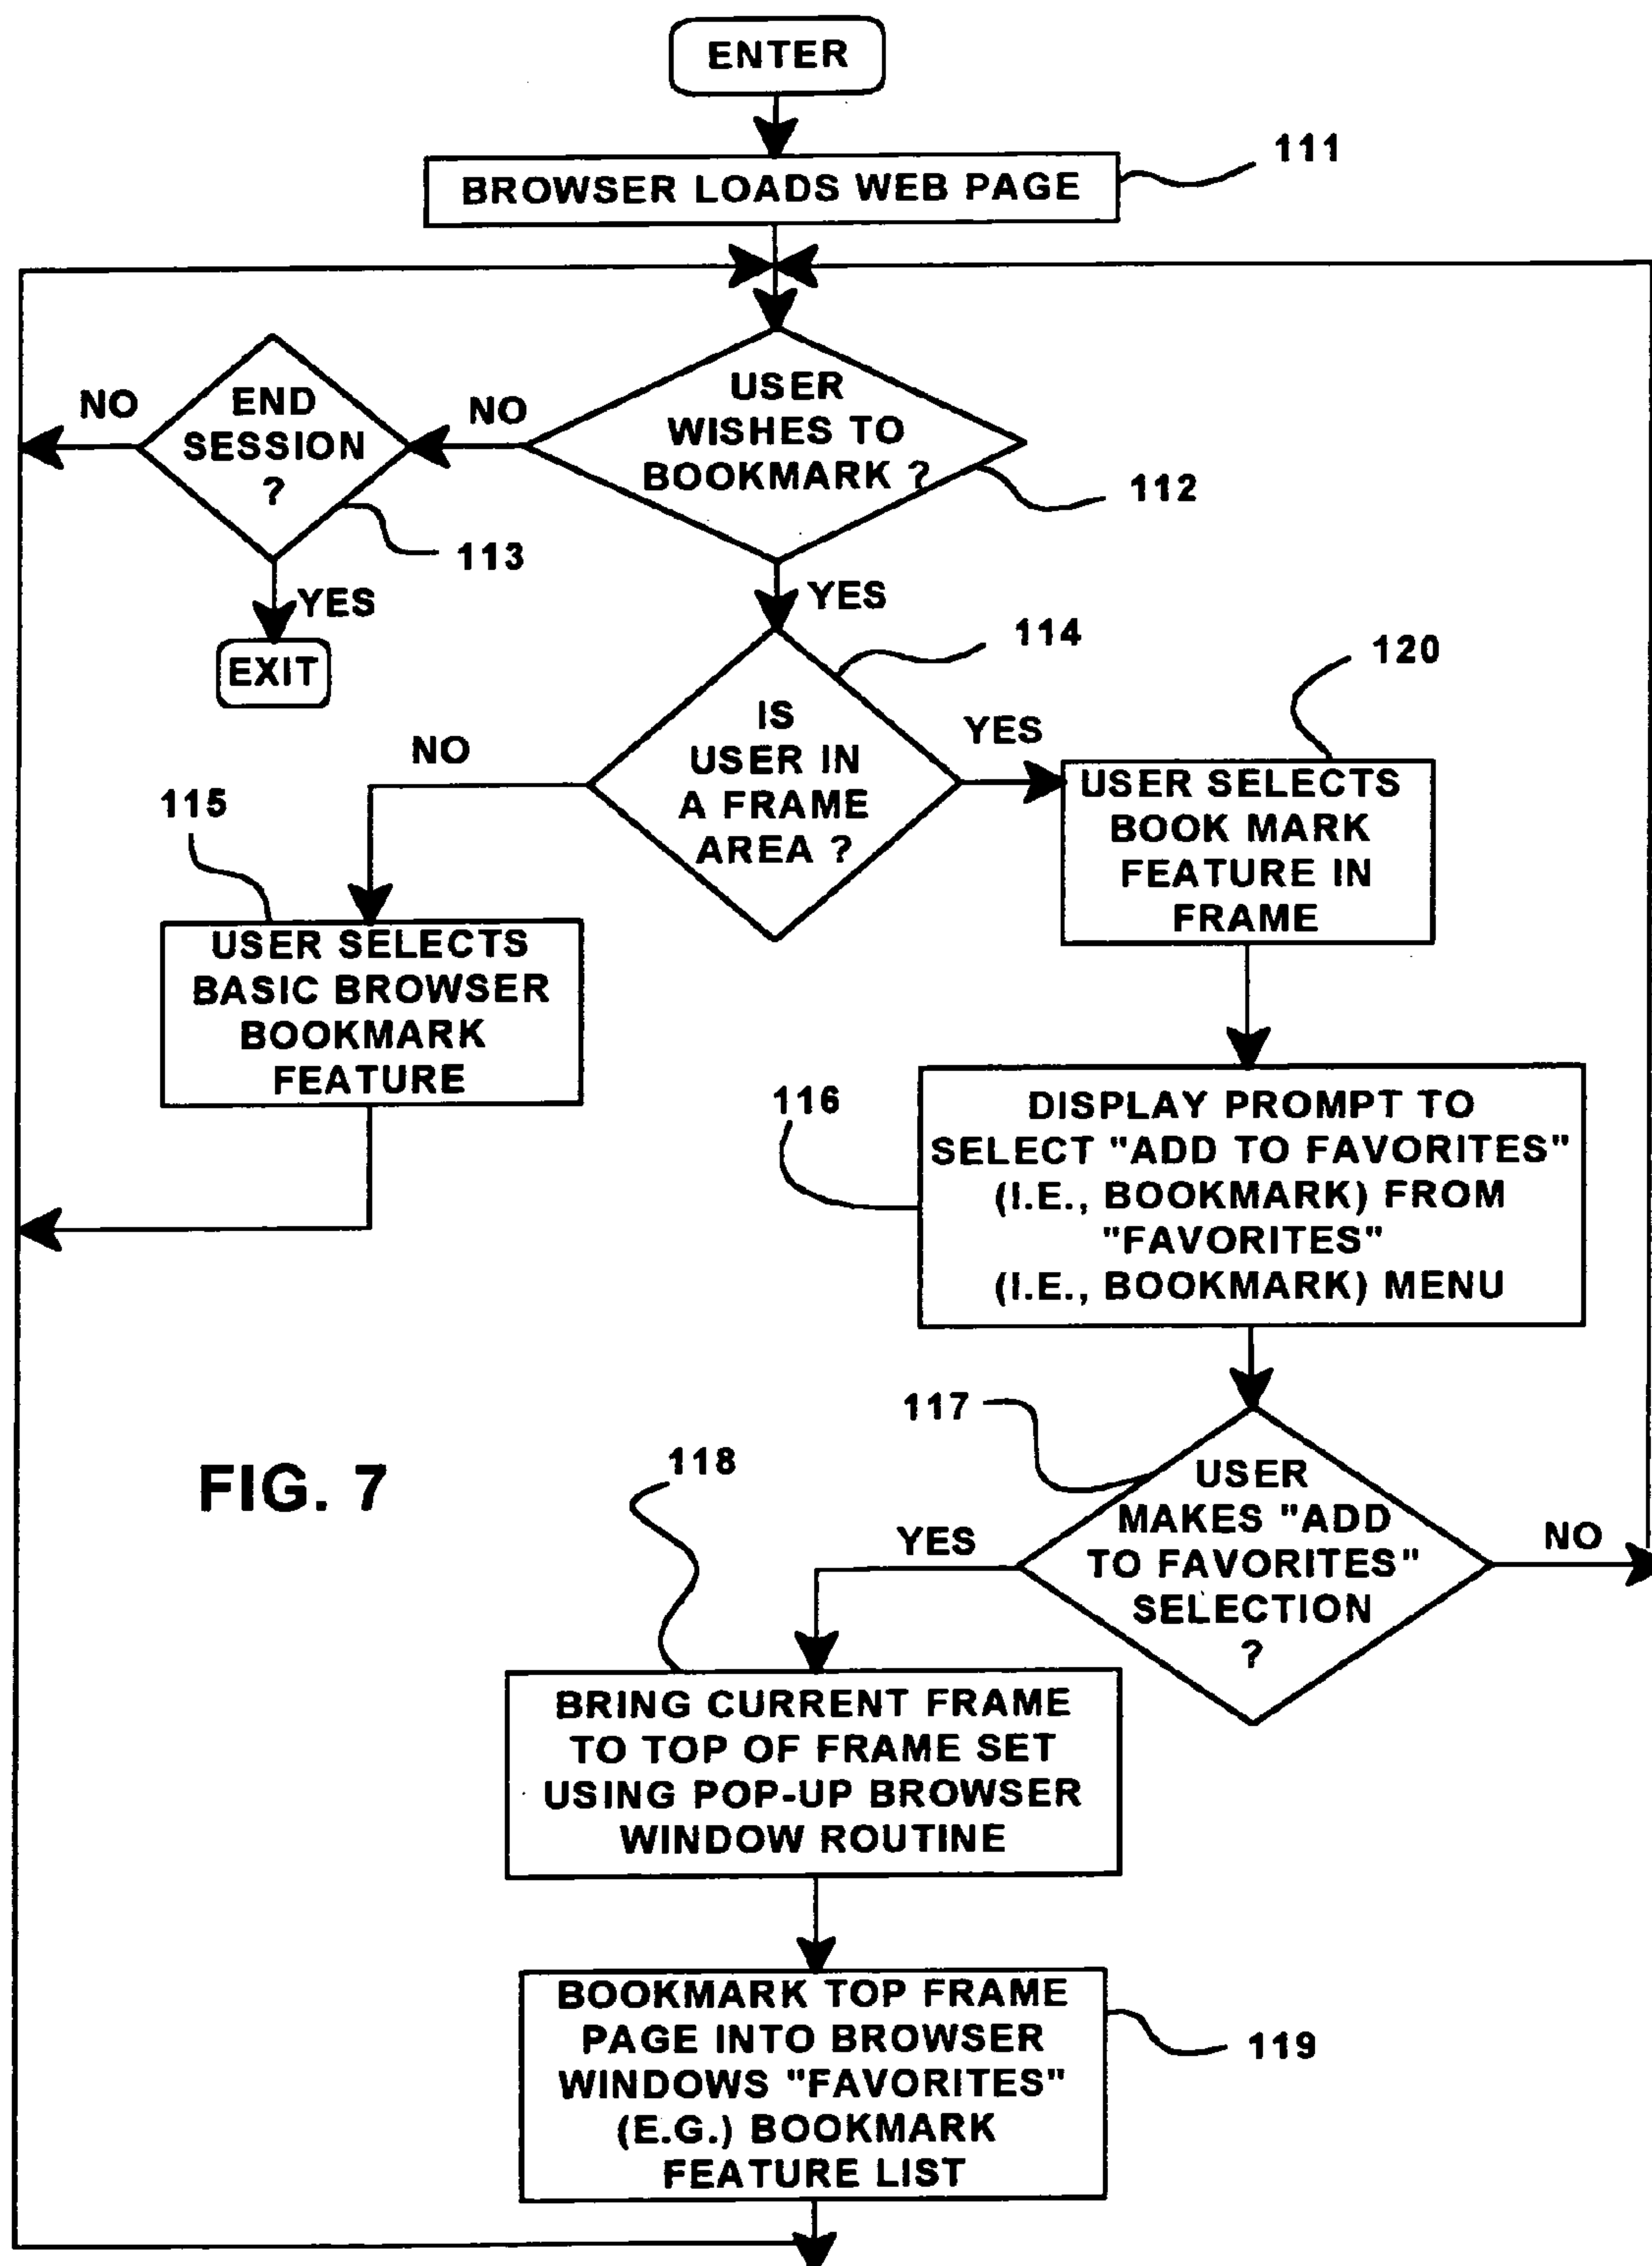 ENTER
BROWSER LOADS WEB PAGE
111
USER
WISHES TO
BOOKMARK ?
112
NO
END
SESSION
?
113
NO
YES
EXIT
YES
IS
USER IN
A FRAME
AREA ?
114
NO
YES
115
USER SELECTS
BASIC BROWSER
BOOKMARK
FEATURE
120
USER SELECTS
BOOK MARK
FEATURE IN
FRAME
116
DISPLAY PROMPT TO
SELECT "ADD TO FAVORITES"
(I.E., BOOKMARK) FROM
"FAVORITES"
(I.E., BOOKMARK) MENU
117
USER
MAKES "ADD
TO FAVORITES"
SELECTION
?
YES
NO
FIG. 7
118
BRING CURRENT FRAME
TO TOP OF FRAME SET
USING POP-UP BROWSER
WINDOW ROUTINE
BOOKMARK TOP FRAME
PAGE INTO BROWSER
WINDOWS "FAVORITES"
(E.G.) BOOKMARK
FEATURE LIST
119